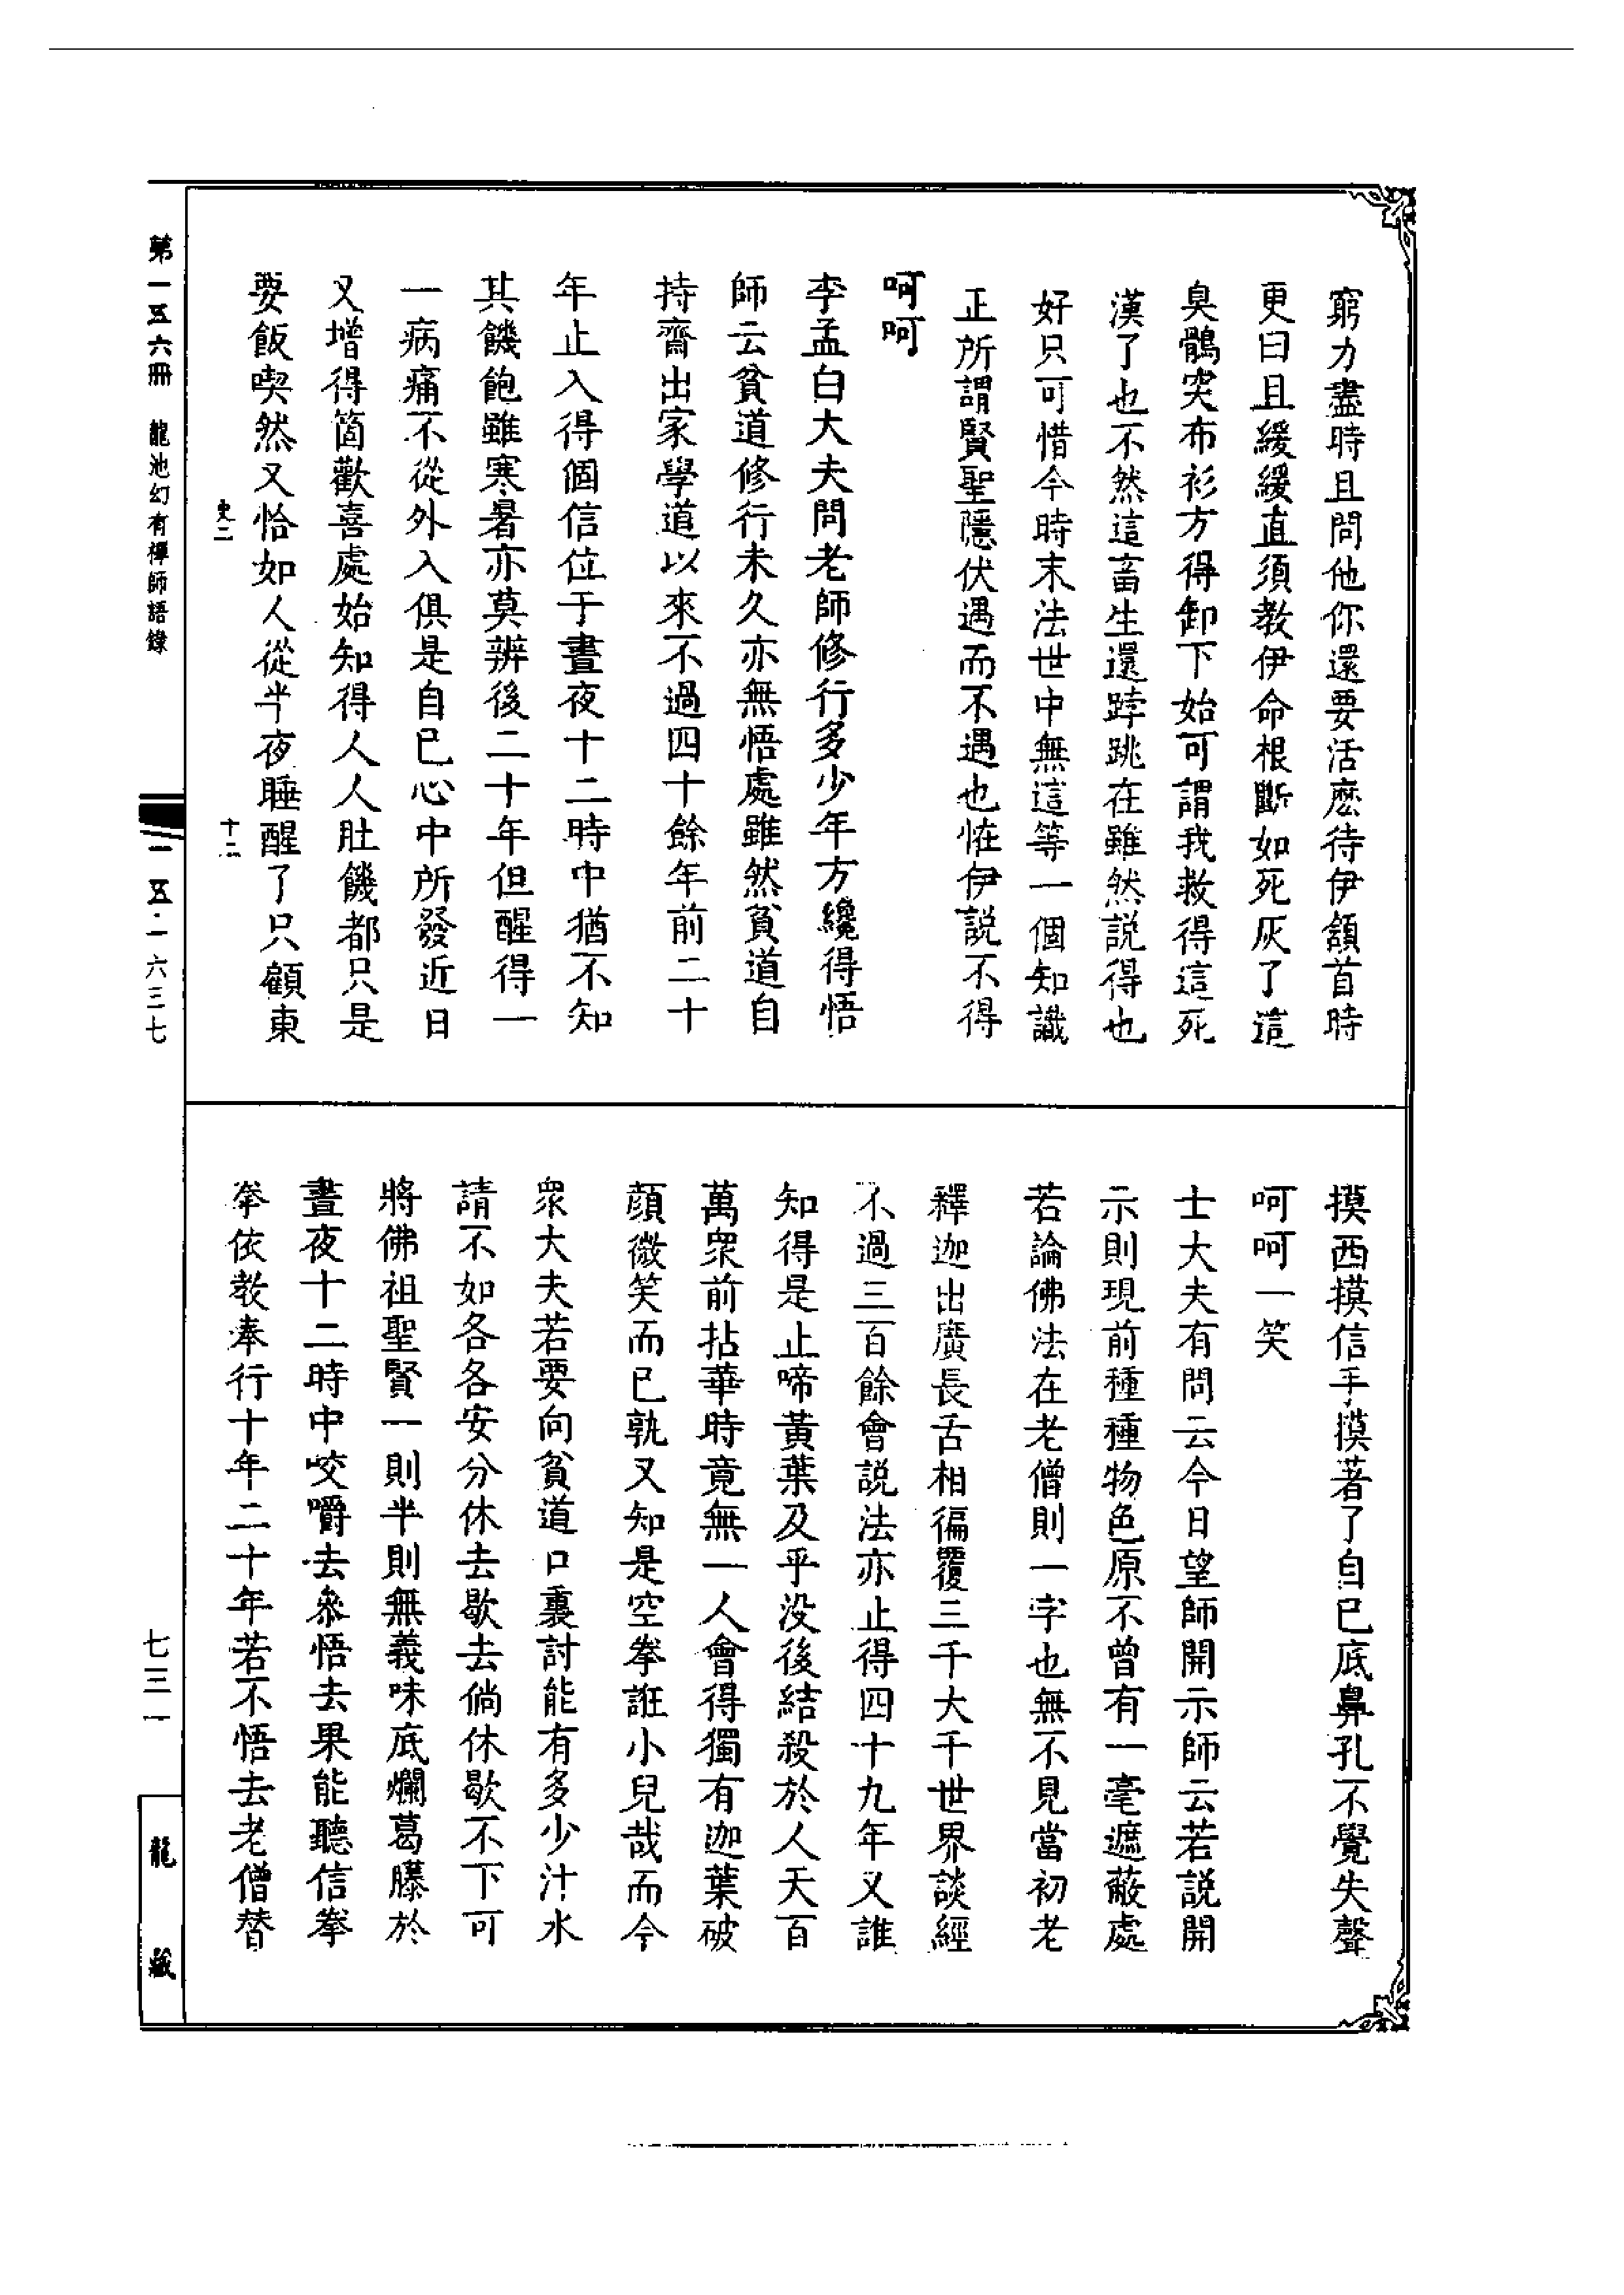 窮力盡時且問他你還要活麽待伊頷首時
更曰且緩緩直須教伊命根斷如死灰了這
臭鶻突布衫方得卸下始可謂我救得這死
漢了也不然這畜生還𨁝跳在雖然説得也
好只可惜今時末法世中無這等一個知識
正所謂賢聖隱伏遇而不遇也恠伊説不得
呵呵
李孟白大夫問老師修行多少年方纔得悟
師云貧道修行未久亦無悟處雖然貧道自
持齋出家學道以來不過四十餘年前二十
年止入得個信位于晝夜十二時中猶不知
其饑飽雖寒暑亦莫辨後二十年但醒得一
一病痛不從外入俱是自已心中所發近日
又增得箇歡喜處始知得人人肚饑都只是
要飯喫然又恰如人從半夜睡醒了只顧東
摸西摸信手摸著了自已底鼻孔不覺失聲
呵呵一笑
士大夫有問云今日望師開示師云若説開
示則現前種種物色原不曾有一毫遮蔽處
若論佛法在老僧則一字也無不見當初老
釋迦出廣長舌相徧覆三千大千世界談經
不過三百餘會説法亦止得四十九年又誰
知得是止啼黃葉及乎没後結殺於人天百
萬衆前拈華時竟無一人會得獨有迦葉破
顔微笑而已孰又知是空拳誑小兒哉而今
衆大夫若要向貧道口裏討能有多少汁水
請不如各各安分休去歇去倘休歇不下可
將佛祖聖賢一則半則無義味底爛葛藤於
晝夜十二時中咬嚼去叅悟去果能聽信拳
拳依教奉行十年二十年若不悟去老僧替
史二
十二
第一五六冊 龍池幻有禪師語錄
一五·一六三七
七三一
龍藏